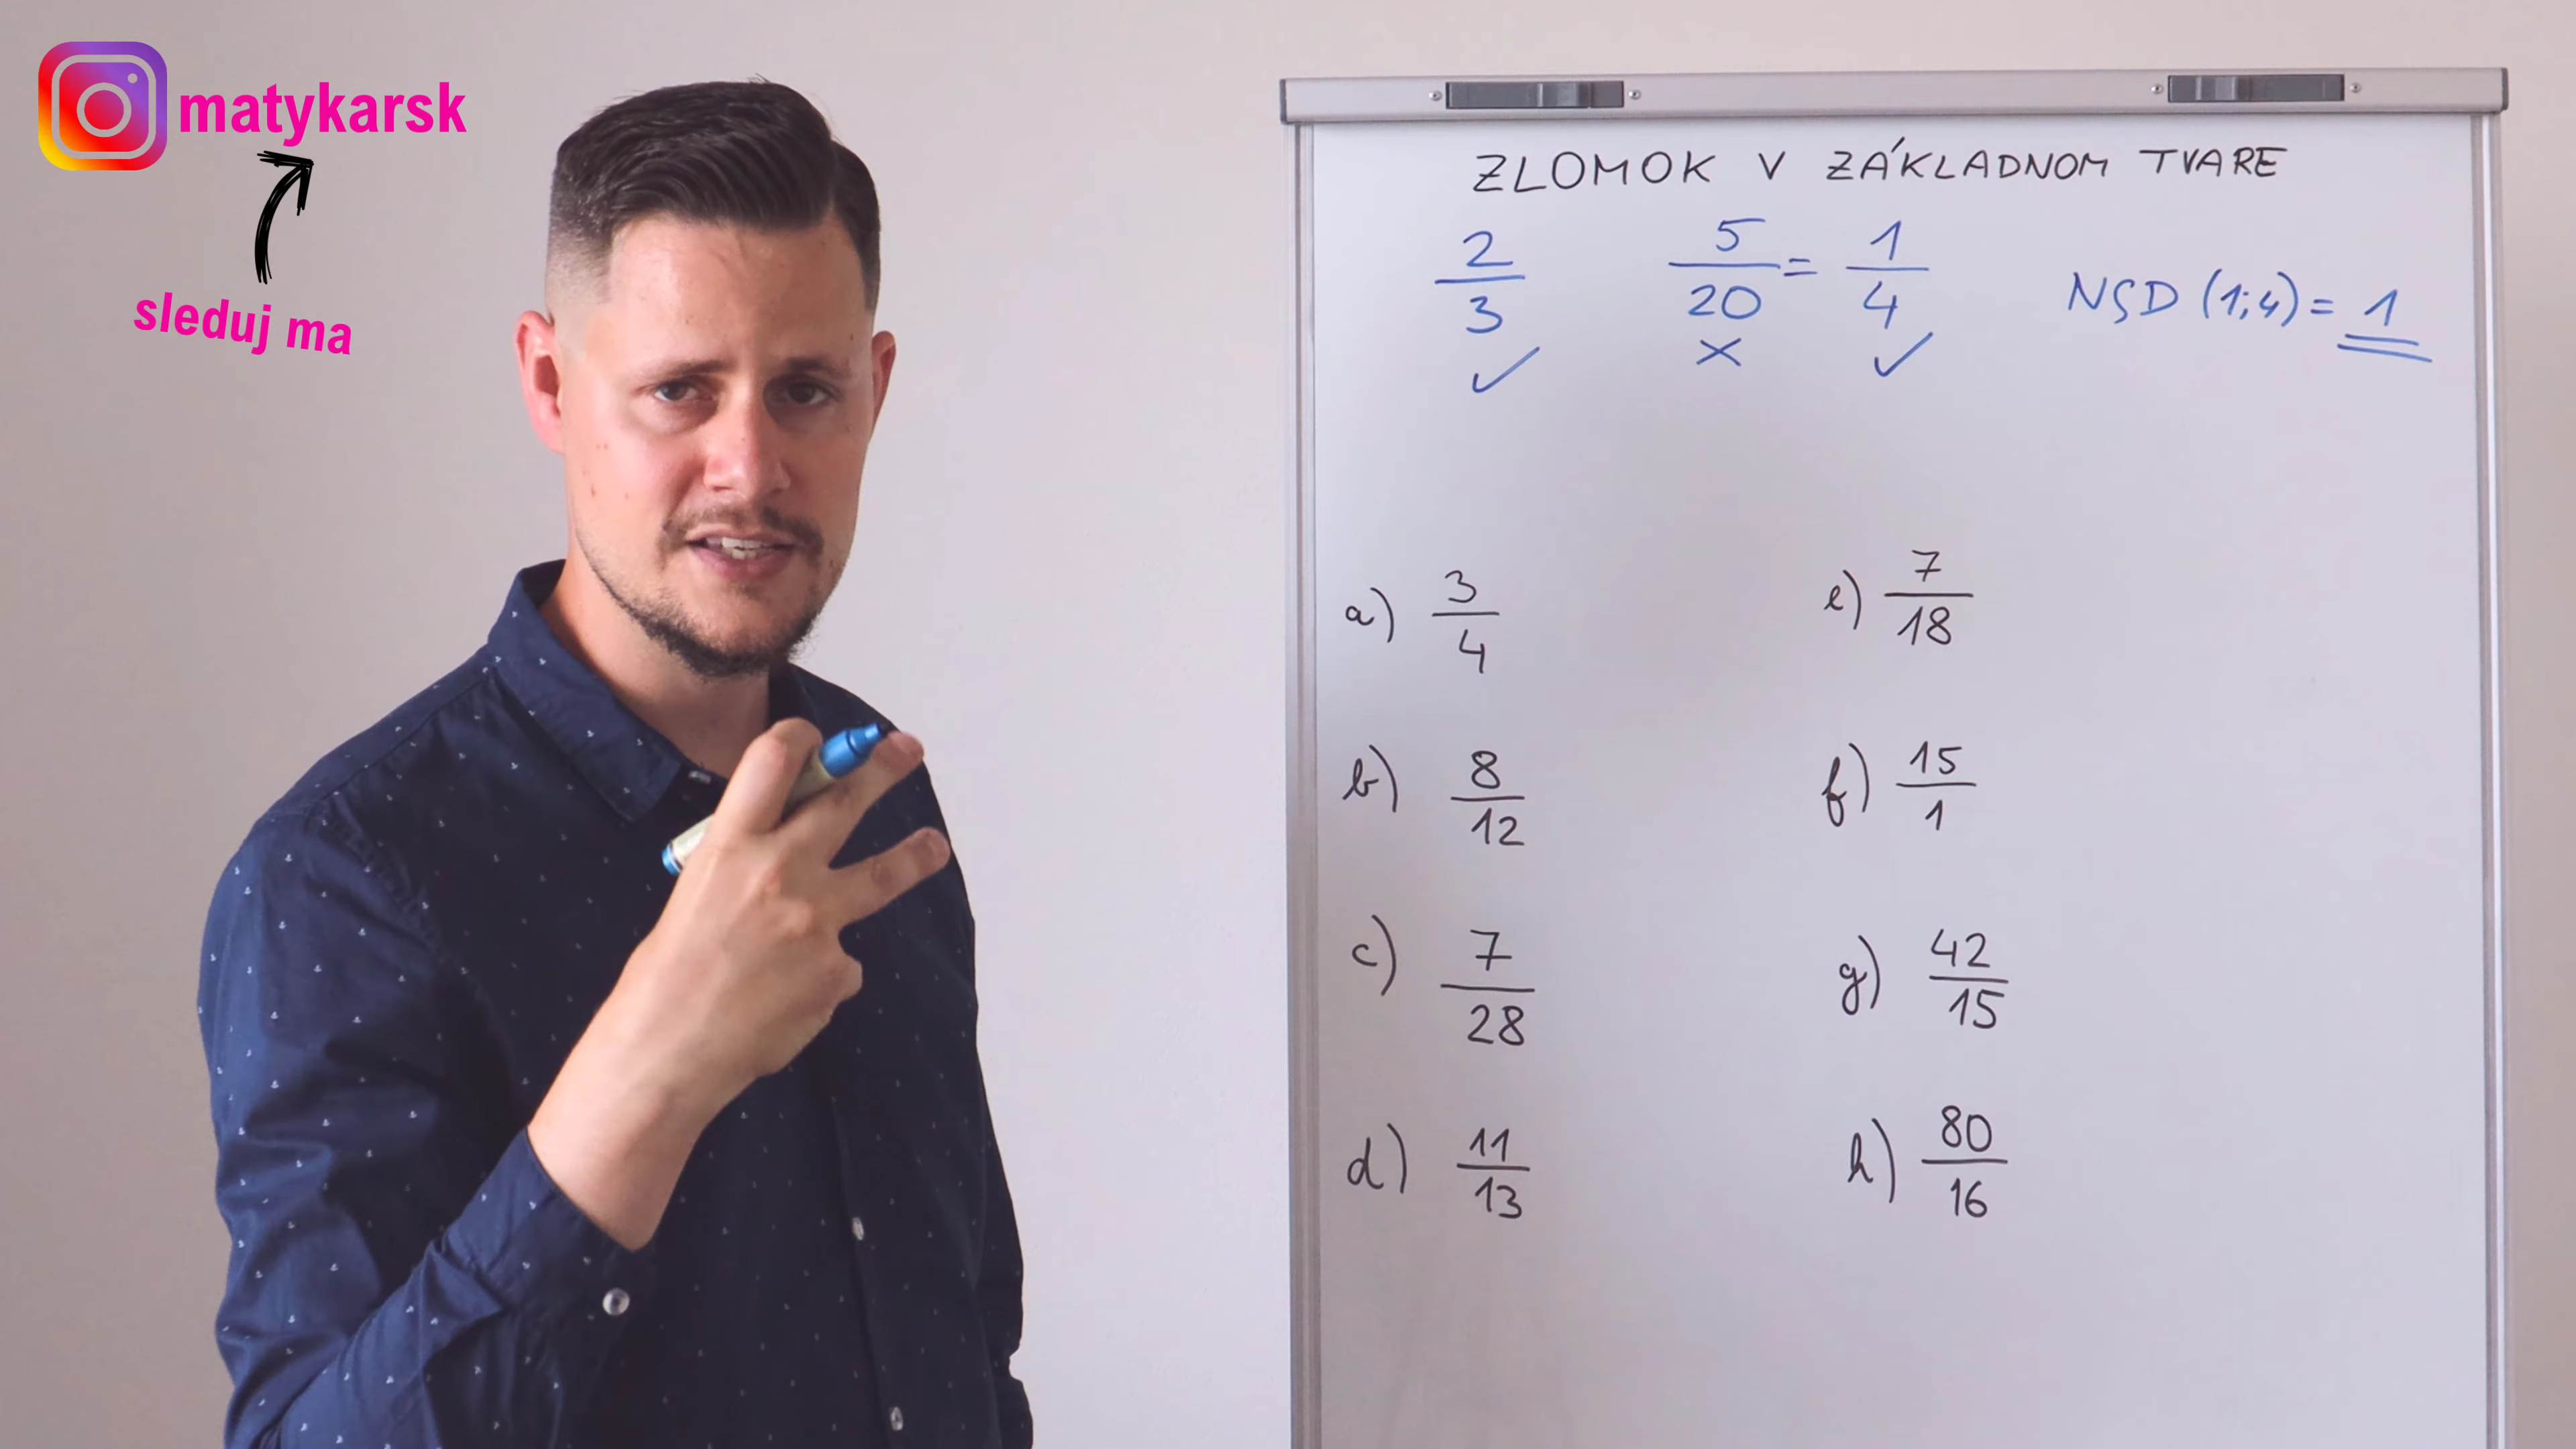 matykarsk
sleduj ma
ZLOMOK V ZÁKLADNOM TVARE
2/3 ✓
5/20 = 1/4
✗ ✓
NSD (1;4) = 1
a) 3/4
b) 8/12
c) 7/28
d) 11/13
e) 7/18
f) 15/1
g) 42/15
h) 80/16